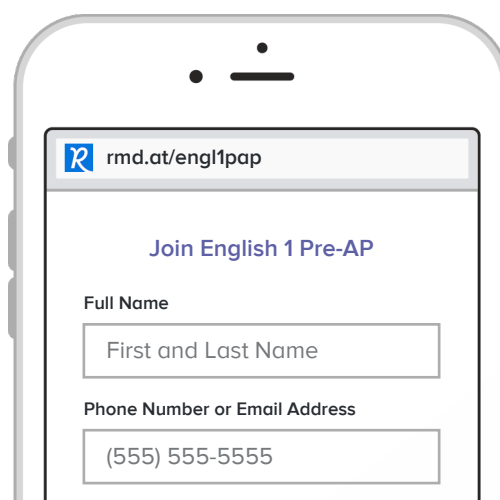 rmd.at/engl1pap
Join English 1 Pre-AP
Full Name
First and Last Name
Phone Number or Email Address
(555) 555-5555